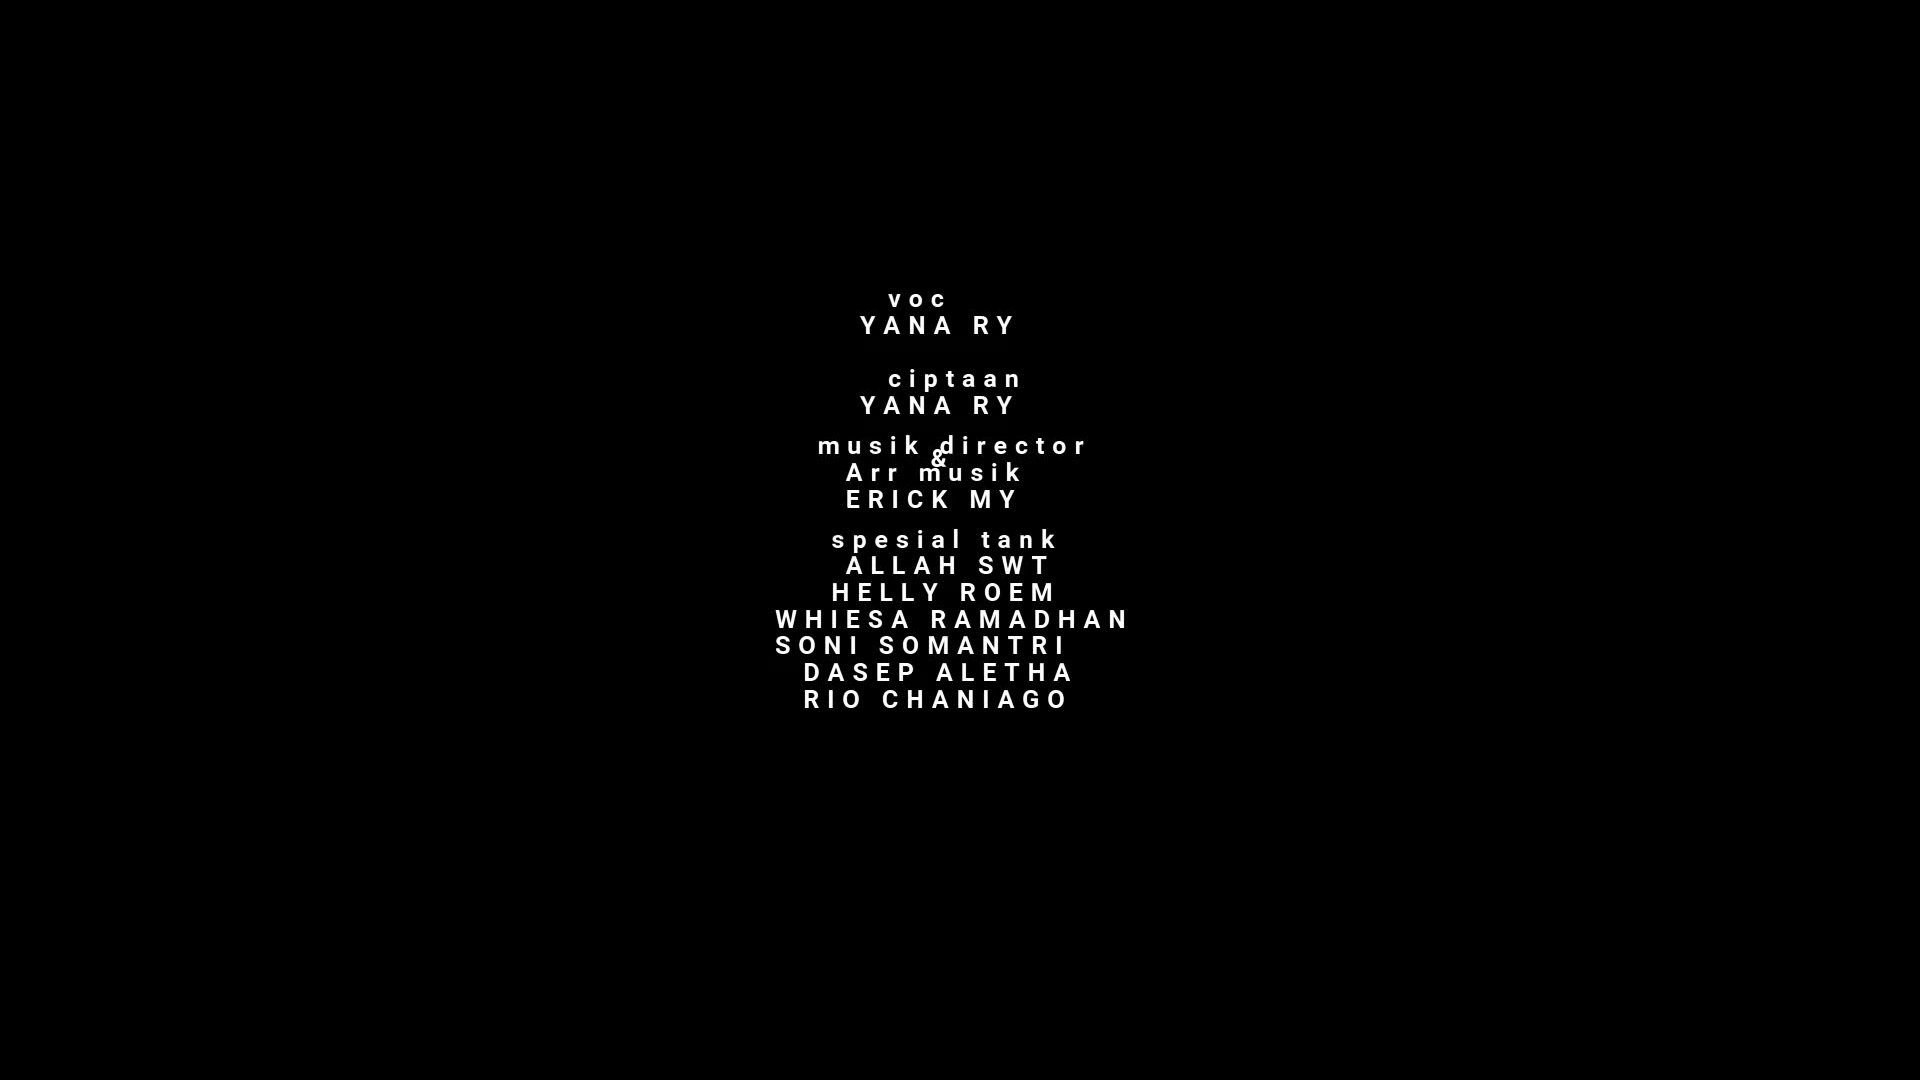 voc
YANA RY
ciptaan
YANA RY
musik director
&
Arr musik
ERICK MY
spesial tank
ALLAH SWT
HELLY ROEM
WHIESA RAMADHAN
SONI SOMANTRI
DASEP ALETHA
RIO CHANIAGO